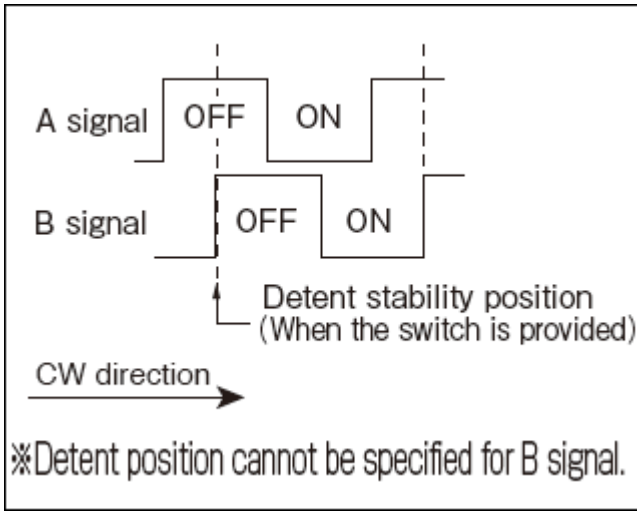 A signal OFF ON
B signal OFF ON
Detent stability position
(When the switch is provided)
CW direction
※Detent position cannot be specified for B signal.